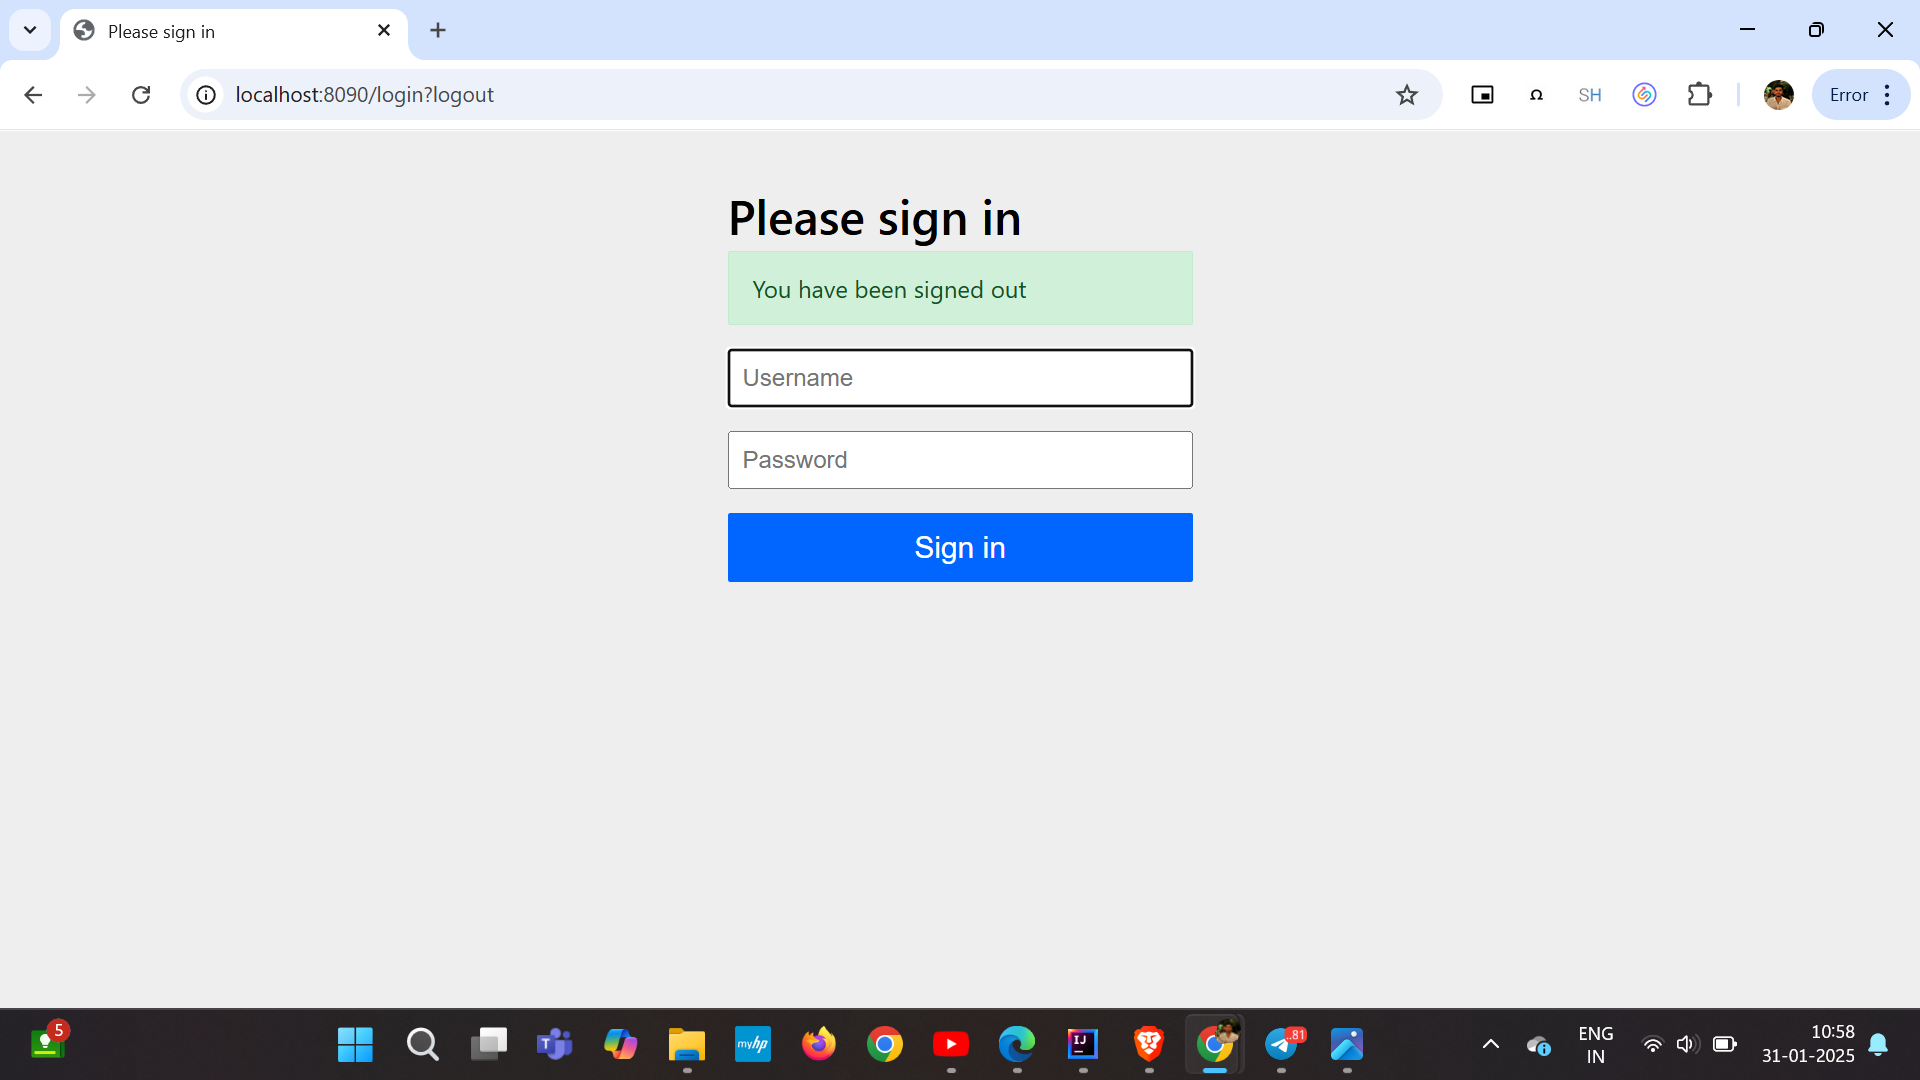 Please sign in
localhost:8090/login?logout
SH
Error
Please sign in
You have been signed out
Username
Password
Sign in
5
T
myhp
IJ
..81
ENG
IN
10:58
31-01-2025